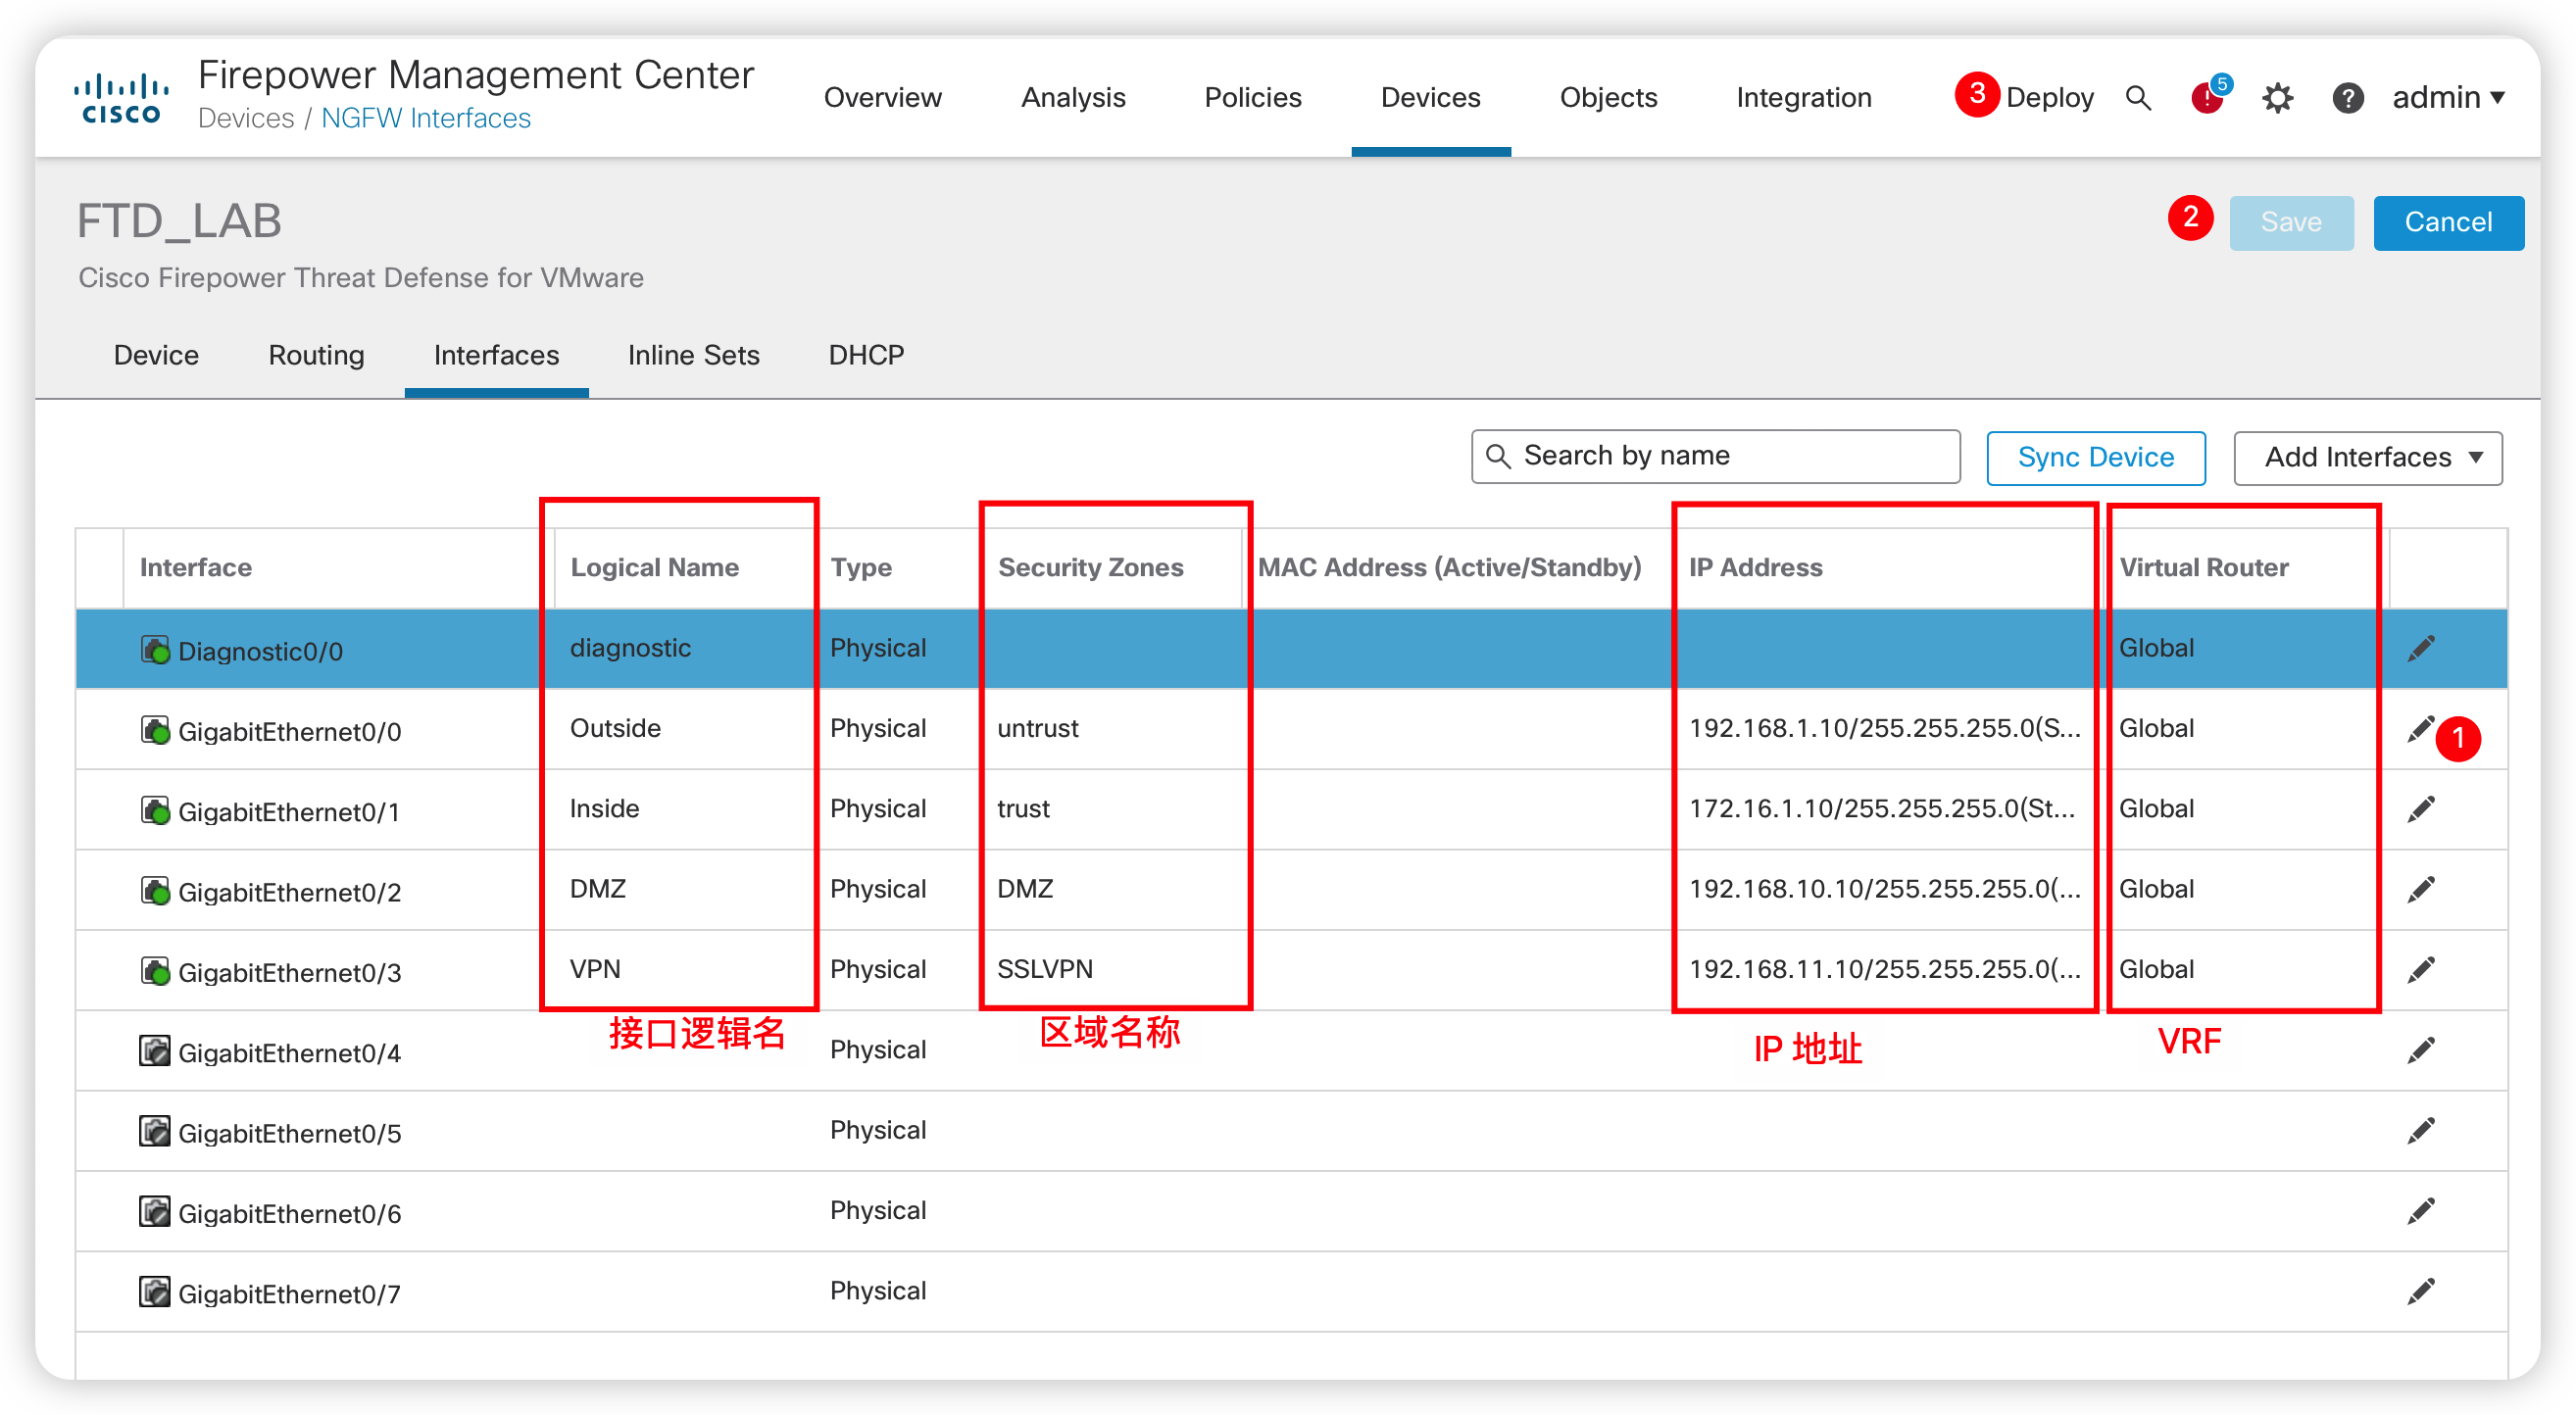 CISCO
Firepower Management Center
Devices / NGFW Interfaces
Overview Analysis Policies Devices Objects Integration 3 Deploy 5 ! ? admin
FTD_LAB
2 Save Cancel
Cisco Firepower Threat Defense for VMware
Device Routing Interfaces Inline Sets DHCP
Search by name Sync Device Add Interfaces
Interface Logical Name Type Security Zones MAC Address (Active/Standby) IP Address Virtual Router
Diagnostic0/0 diagnostic Physical Global
GigabitEthernet0/0 Outside Physical untrust 192.168.1.10/255.255.255.0(S... Global 1
GigabitEthernet0/1 Inside Physical trust 172.16.1.10/255.255.255.0(St... Global
GigabitEthernet0/2 DMZ Physical DMZ 192.168.10.10/255.255.255.0(... Global
GigabitEthernet0/3 VPN Physical SSLVPN 192.168.11.10/255.255.255.0(... Global
接口逻辑名 区域名称 IP 地址 VRF
GigabitEthernet0/4 Physical
GigabitEthernet0/5 Physical
GigabitEthernet0/6 Physical
GigabitEthernet0/7 Physical